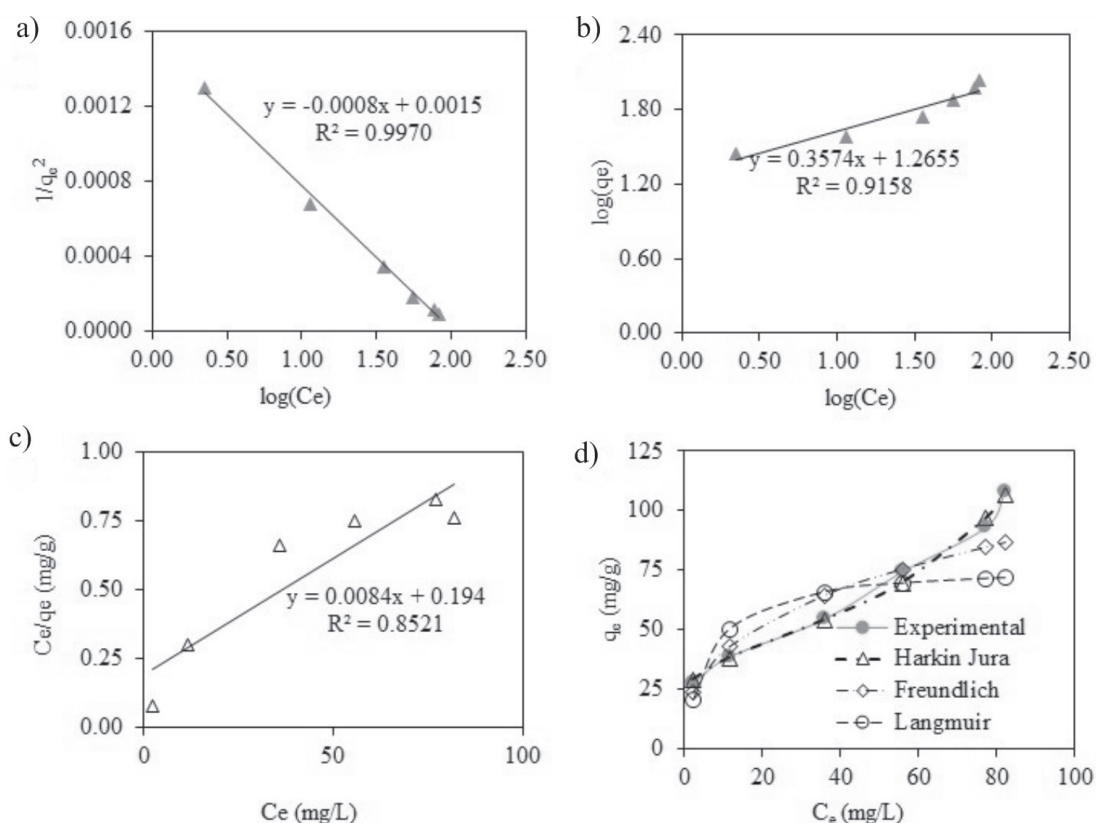 a)
0.0016
0.0012
0.0008
0.0004
0.0000
1/qe²
y = -0.0008x + 0.0015
R² = 0.9970
0.00 0.50 1.00 1.50 2.00 2.50
log(Ce)
b)
2.40
1.80
1.20
0.60
0.00
log(qe)
y = 0.3574x + 1.2655
R² = 0.9158
0.00 0.50 1.00 1.50 2.00 2.50
log(Ce)
c)
1.00
0.75
0.50
0.25
0.00
Ce/qe (mg/g)
y = 0.0084x + 0.194
R² = 0.8521
0 50 100
Ce (mg/L)
d)
125
100
75
50
25
0
qe (mg/g)
Experimental
Harkin Jura
Freundlich
Langmuir
0 20 40 60 80 100
Ce (mg/L)